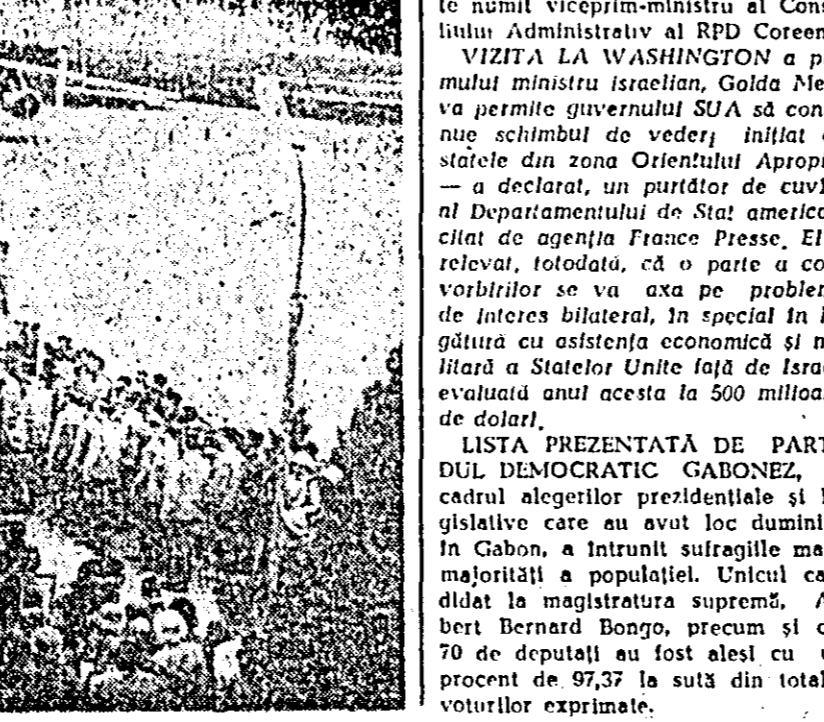 te numit viceprim-ministru al Cons
liului Administrativ al RPD Coreen
VIZITA LA WASHINGTON a p
mului ministru israelian, Golda Me
va permite guvernului SUA să con
nue schimbul de vederi inițiat
statele din zona Orientului Apropi
— a declarat, un purtător de cuvî
al Departamentului de Stat america
citat de agenția France Presse. El
relevat, totodată, că o parte a co
vorbirilor se va axa pe problem
de interes bilateral, în special în l
gătură cu asistența economică și m
litară a Statelor Unite față de Isra
evaluată anul acesta la 500 milioa
de dolari.
LISTA PREZENTATĂ DE PART
DUL DEMOCRATIC GABONEZ,
cadrul alegerilor prezidențiale și l
gislative care au avut loc dumini
în Gabon, a întrunit sufragiile ma
majorități a populației. Unicul ca
didat la magistratura supremă, A
bert Bernard Bongo, precum și c
70 de deputați au fost aleși cu u
procent de 97,37 la sută din total
voturilor exprimate.